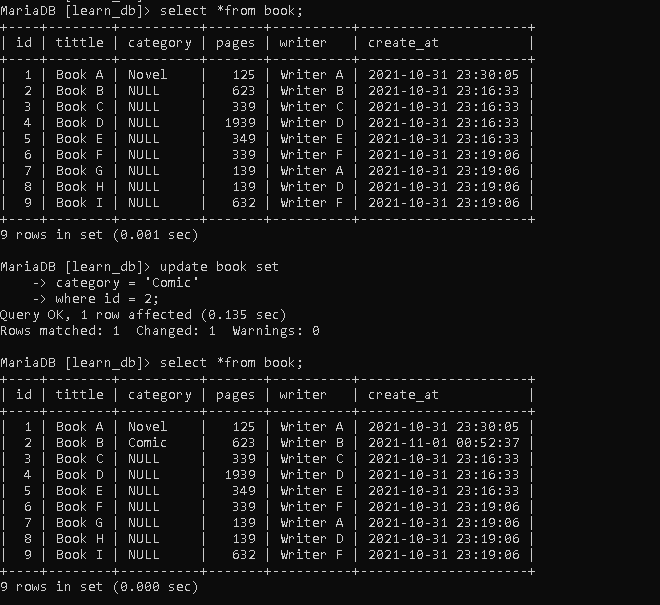 MariaDB [learn_db]> select *from book;
+----+--------+----------+-------+----------+---------------------+
| id | tittle | category | pages | writer   | create_at           |
+----+--------+----------+-------+----------+---------------------+
|  1 | Book A | Novel    |   125 | Writer A | 2021-10-31 23:30:05 |
|  2 | Book B | NULL     |   623 | Writer B | 2021-10-31 23:16:33 |
|  3 | Book C | NULL     |   339 | Writer C | 2021-10-31 23:16:33 |
|  4 | Book D | NULL     |  1939 | Writer D | 2021-10-31 23:16:33 |
|  5 | Book E | NULL     |   349 | Writer E | 2021-10-31 23:16:33 |
|  6 | Book F | NULL     |   339 | Writer F | 2021-10-31 23:19:06 |
|  7 | Book G | NULL     |   139 | Writer A | 2021-10-31 23:19:06 |
|  8 | Book H | NULL     |   139 | Writer D | 2021-10-31 23:19:06 |
|  9 | Book I | NULL     |   632 | Writer F | 2021-10-31 23:19:06 |
+----+--------+----------+-------+----------+---------------------+
9 rows in set (0.001 sec)

MariaDB [learn_db]> update book set
    -> category = 'Comic'
    -> where id = 2;
Query OK, 1 row affected (0.135 sec)
Rows matched: 1  Changed: 1  Warnings: 0

MariaDB [learn_db]> select *from book;
+----+--------+----------+-------+----------+---------------------+
| id | tittle | category | pages | writer   | create_at           |
+----+--------+----------+-------+----------+---------------------+
|  1 | Book A | Novel    |   125 | Writer A | 2021-10-31 23:30:05 |
|  2 | Book B | Comic    |   623 | Writer B | 2021-11-01 00:52:37 |
|  3 | Book C | NULL     |   339 | Writer C | 2021-10-31 23:16:33 |
|  4 | Book D | NULL     |  1939 | Writer D | 2021-10-31 23:16:33 |
|  5 | Book E | NULL     |   349 | Writer E | 2021-10-31 23:16:33 |
|  6 | Book F | NULL     |   339 | Writer F | 2021-10-31 23:19:06 |
|  7 | Book G | NULL     |   139 | Writer A | 2021-10-31 23:19:06 |
|  8 | Book H | NULL     |   139 | Writer D | 2021-10-31 23:19:06 |
|  9 | Book I | NULL     |   632 | Writer F | 2021-10-31 23:19:06 |
+----+--------+----------+-------+----------+---------------------+
9 rows in set (0.000 sec)